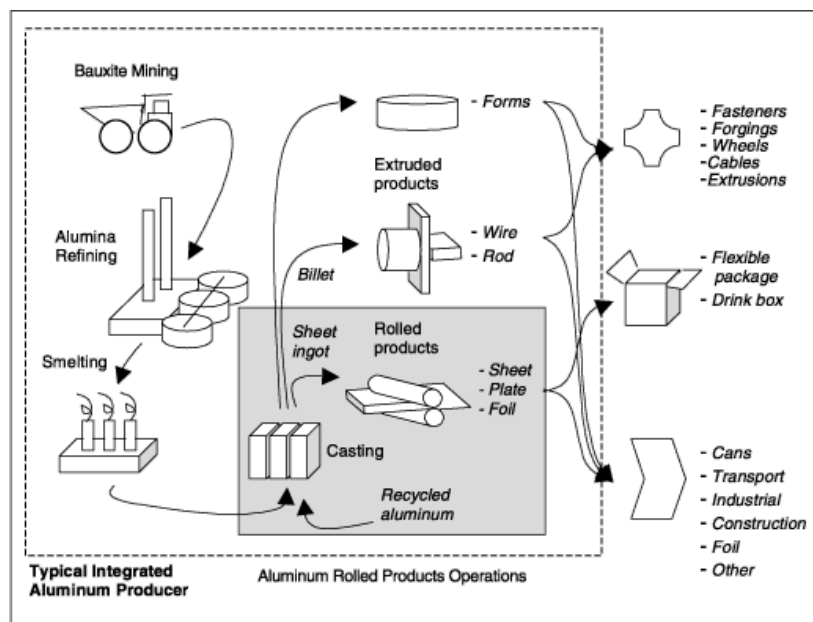 Bauxite Mining
Alumina
Refining
Smelting
- Forms
Extruded
products
- Wire
- Rod
Billet
Sheet
ingot
Rolled
products
- Sheet
- Plate
- Foil
Casting
Recycled
aluminum
- Fasteners
- Forgings
- Wheels
-Cables
-Extrusions
- Flexible
package
- Drink box
- Cans
- Transport
- Industrial
- Construction
- Foil
- Other
Typical Integrated
Aluminum Producer
Aluminum Rolled Products Operations